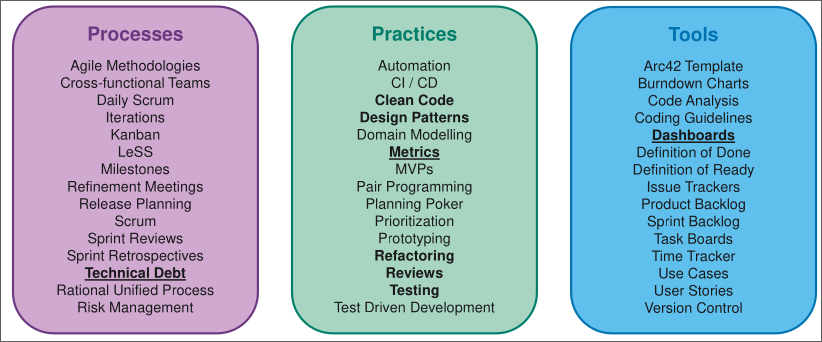 Processes
Agile Methodologies
Cross-functional Teams
Daily Scrum
Iterations
Kanban
LeSS
Milestones
Refinement Meetings
Release Planning
Scrum
Sprint Reviews
Sprint Retrospectives
Technical Debt
Rational Unified Process
Risk Management
Practices
Automation
CI / CD
Clean Code
Design Patterns
Domain Modelling
Metrics
MVPs
Pair Programming
Planning Poker
Prioritization
Prototyping
Refactoring
Reviews
Testing
Test Driven Development
Tools
Arc42 Template
Burndown Charts
Code Analysis
Coding Guidelines
Dashboards
Definition of Done
Definition of Ready
Issue Trackers
Product Backlog
Sprint Backlog
Task Boards
Time Tracker
Use Cases
User Stories
Version Control